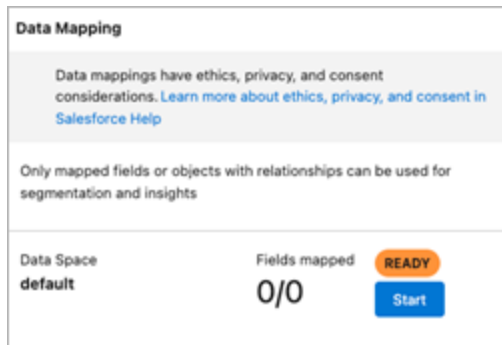 Data Mapping
Data mappings have ethics, privacy, and consent
considerations. Learn more about ethics, privacy, and consent in
Salesforce Help
Only mapped fields or objects with relationships can be used for
segmentation and insights
Data Space
default
Fields mapped
0/0
READY
Start